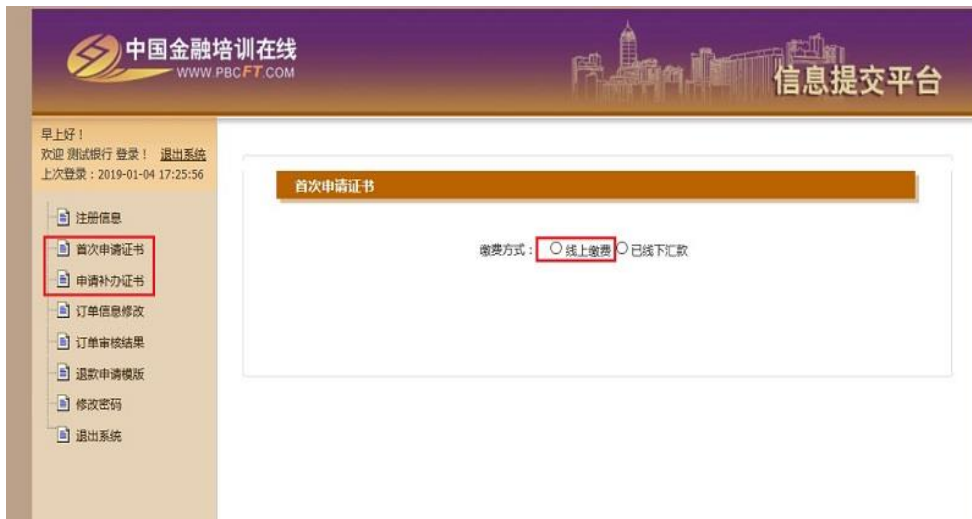 中国金融培训在线
WWW.PBCFT.COM
信息提交平台
早上好！
欢迎 测试银行 登录！ 退出系统
上次登录：2019-01-04 17:25:56
注册信息
首次申请证书
申请补办证书
订单信息修改
订单审核结果
退款申请模版
修改密码
退出系统
首次申请证书
缴费方式： 线上缴费 已线下汇款